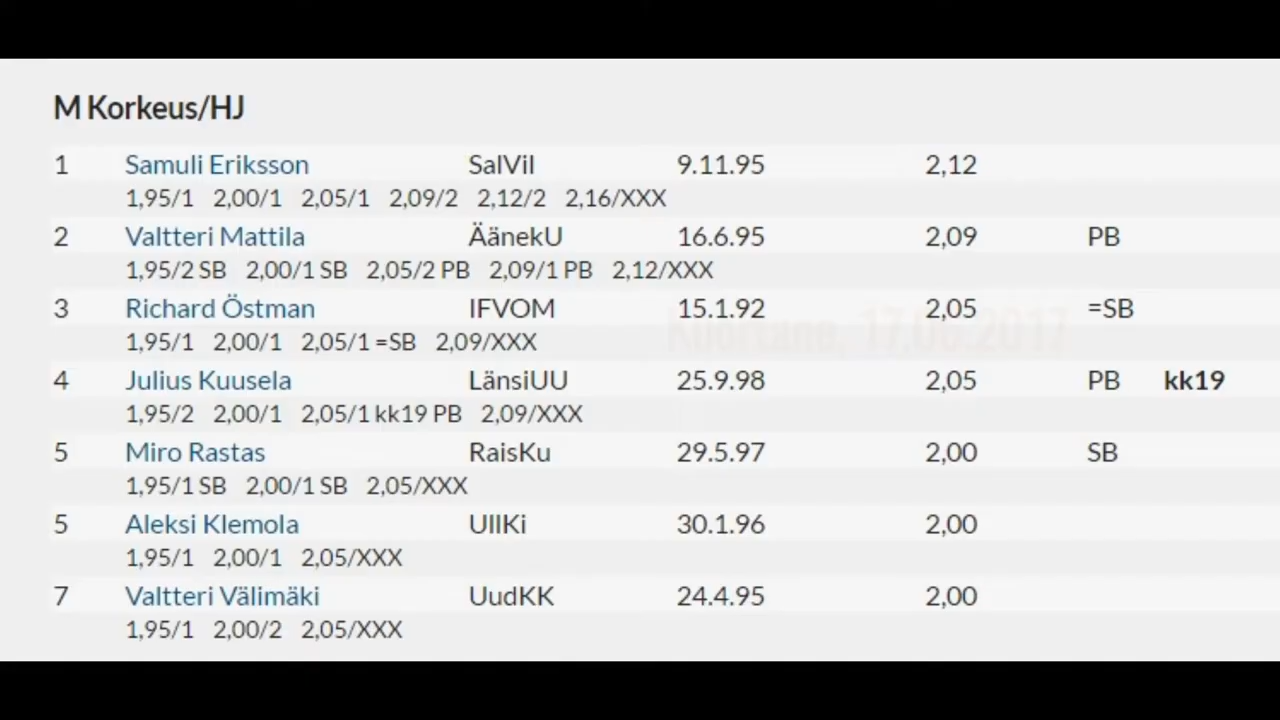 M Korkeus/HJ
1 Samuli Eriksson SalVil 9.11.95 2,12
1,95/1 2,00/1 2,05/1 2,09/2 2,12/2 2,16/XXX
2 Valtteri Mattila ÄänekU 16.6.95 2,09 PB
1,95/2 SB 2,00/1 SB 2,05/2 PB 2,09/1 PB 2,12/XXX
3 Richard Östman IFVOM 15.1.92 2,05 =SB
Kuortane, 17.06.2017
1,95/1 2,00/1 2,05/1 =SB 2,09/XXX
4 Julius Kuusela LänsiUU 25.9.98 2,05 PB kk19
1,95/2 2,00/1 2,05/1 kk19 PB 2,09/XXX
5 Miro Rastas RaisKu 29.5.97 2,00 SB
1,95/1 SB 2,00/1 SB 2,05/XXX
5 Aleksi Klemola UllKi 30.1.96 2,00
1,95/1 2,00/1 2,05/XXX
7 Valtteri Välimäki UudKK 24.4.95 2,00
1,95/1 2,00/2 2,05/XXX